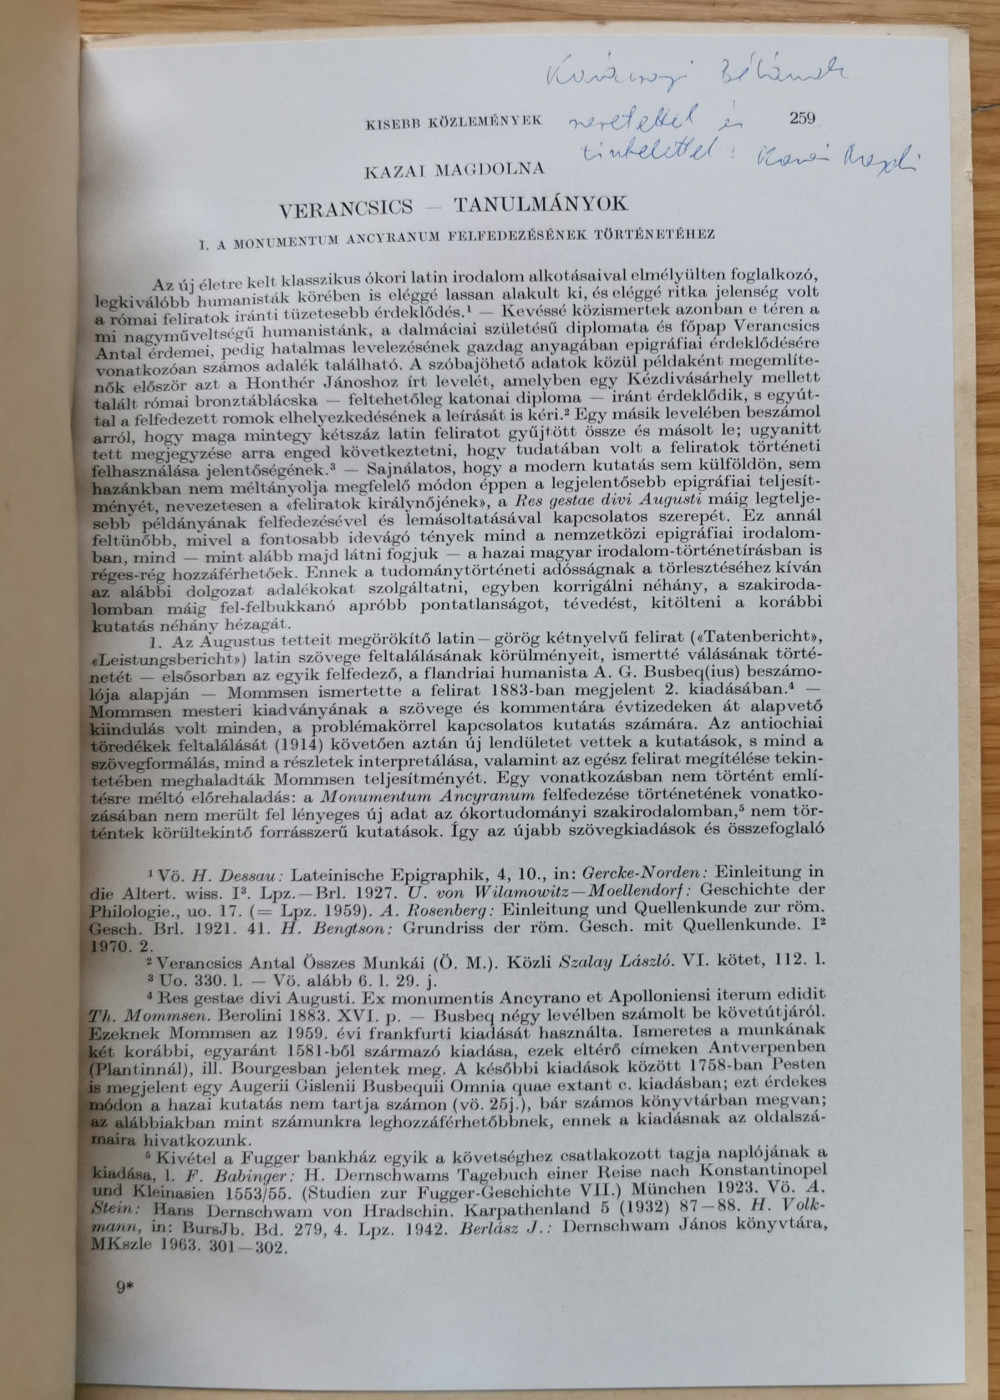 Bélának
KISEBB KÖZLEMÉNYEK szeretettel és 259
tisztelettel: Kazai Magdi
KAZAI MAGDOLNA
VERANCSICS — TANULMÁNYOK
I. A MONUMENTUM ANCYRANUM FELFEDEZÉSÉNEK TÖRTÉNETÉHEZ
Az új életre kelt klasszikus ókori latin irodalom alkotásaival elmélyülten foglalkozó,
legkiválóbb humanisták körében is eléggé lassan alakult ki, és eléggé ritka jelenség volt
a római feliratok iránti tüzetesebb érdeklődés.¹ — Kevéssé közismertek azonban e téren a
mi nagyműveltségű humanistánk, a dalmáciai születésű diplomata és főpap Verancsics
Antal érdemei, pedig hatalmas levelezésének gazdag anyagában epigráfiai érdeklődésére
vonatkozóan számos adalék található. A szóbajöhető adatok közül példaként megemlíte-
nők először azt a Honthér Jánoshoz írt levelét, amelyben egy Kézdivásárhely mellett
talált római bronztáblácska — feltehetőleg katonai diploma — iránt érdeklődik, s egyút-
tal a felfedezett romok elhelyezkedésének a leírását is kéri.² Egy másik levelében beszámol
arról, hogy maga mintegy kétszáz latin feliratot gyűjtött össze és másolt le; ugyanitt
tett megjegyzése arra enged következtetni, hogy tudatában volt a feliratok történeti
felhasználása jelentőségének.³ — Sajnálatos, hogy a modern kutatás sem külföldön, sem
hazánkban nem méltányolja megfelelő módon éppen a legjelentősebb epigráfiai teljesít-
ményét, nevezetesen a «feliratok királynőjének», a Res gestae divi Augusti máig legtelje-
sebb példányának felfedezésével és lemásoltatásával kapcsolatos szerepét. Ez annál
feltünőbb, mivel a fontosabb idevágó tények mind a nemzetközi epigráfiai irodalom-
ban, mind — mint alább majd látni fogjuk — a hazai magyar irodalom-történetírásban is
réges-rég hozzáférhetőek. Ennek a tudománytörténeti adósságnak a törlesztéséhez kíván
az alábbi dolgozat adalékokat szolgáltatni, egyben korrigálni néhány, a szakiroda-
lomban máig fel-felbukkanó apróbb pontatlanságot, tévedést, kitölteni a korábbi
kutatás néhány hézagát.
1. Az Augustus tetteit megörökítő latin—görög kétnyelvű felirat («Tatenbericht»,
«Leistungsbericht») latin szövege feltalálásának körülményeit, ismertté válásának törté-
netét — elsősorban az egyik felfedező, a flandriai humanista A. G. Busbeq(ius) beszámo-
lója alapján — Mommsen ismertette a felirat 1883-ban megjelent 2. kiadásában.⁴ —
Mommsen mesteri kiadványának a szövege és kommentára évtizedeken át alapvető
kiindulás volt minden, a problémakörrel kapcsolatos kutatás számára. Az antiochiai
töredékek feltalálását (1914) követően aztán új lendületet vettek a kutatások, s mind a
szövegformálás, mind a részletek interpretálása, valamint az egész felirat megítélése tekin-
tetében meghaladták Mommsen teljesítményét. Egy vonatkozásban nem történt emlí-
tésre méltó előrehaladás: a Monumentum Ancyranum felfedezése történetének vonatko-
zásában nem merült fel lényeges új adat az ókortudományi szakirodalomban,⁵ nem tör-
téntek körültekintő forrásszerű kutatások. Így az újabb szövegkiadások és összefoglaló
¹ Vö. H. Dessau: Lateinische Epigraphik, 4, 10., in: Gercke-Norden: Einleitung in
die Altert. wiss. I³. Lpz.—Brl. 1927. U. von Wilamowitz—Moellendorf: Geschichte der
Philologie., uo. 17. (= Lpz. 1959). A. Rosenberg: Einleitung und Quellenkunde zur röm.
Gesch. Brl. 1921. 41. H. Bengtson: Grundriss der röm. Gesch. mit Quellenkunde. I²
1970. 2.
² Verancsics Antal Összes Munkái (Ö. M.). Közli Szalay László. VI. kötet, 112. l.
³ Uo. 330. l. — Vö. alább 6. l. 29. j.
⁴ Res gestae divi Augusti. Ex monumentis Ancyrano et Apolloniensi iterum edidit
Th. Mommsen. Berolini 1883. XVI. p. — Busbeq négy levélben számolt be követútjáról.
Ezeknek Mommsen az 1959. évi frankfurti kiadását használta. Ismeretes a munkának
két korábbi, egyaránt 1581-ből származó kiadása, ezek eltérő címeken Antverpenben
(Plantinnál), ill. Bourgesban jelentek meg. A későbbi kiadások között 1758-ban Pesten
is megjelent egy Augerii Gislenii Busbequii Omnia quae extant c. kiadásban; ezt érdekes
módon a hazai kutatás nem tartja számon (vö. 25j.), bár számos könyvtárban megvan;
az alábbiakban mint számunkra leghozzáférhetőbbnek, ennek a kiadásnak az oldalszá-
maira hivatkozunk.
⁵ Kivétel a Fugger bankház egyik a követséghez csatlakozott tagja naplójának a
kiadása, l. F. Babinger: H. Dernschwams Tagebuch einer Reise nach Konstantinopel
und Kleinasien 1553/55. (Studien zur Fugger-Geschichte VII.) München 1923. Vö. A.
Stein: Hans Dernschwam von Hradschin. Karpathenland 5 (1932) 87—88. H. Volk-
mann, in: BursJb. Bd. 279, 4. Lpz. 1942. Berlász J.: Dernschwam János könyvtára,
MKszle 1963. 301—302.
9*